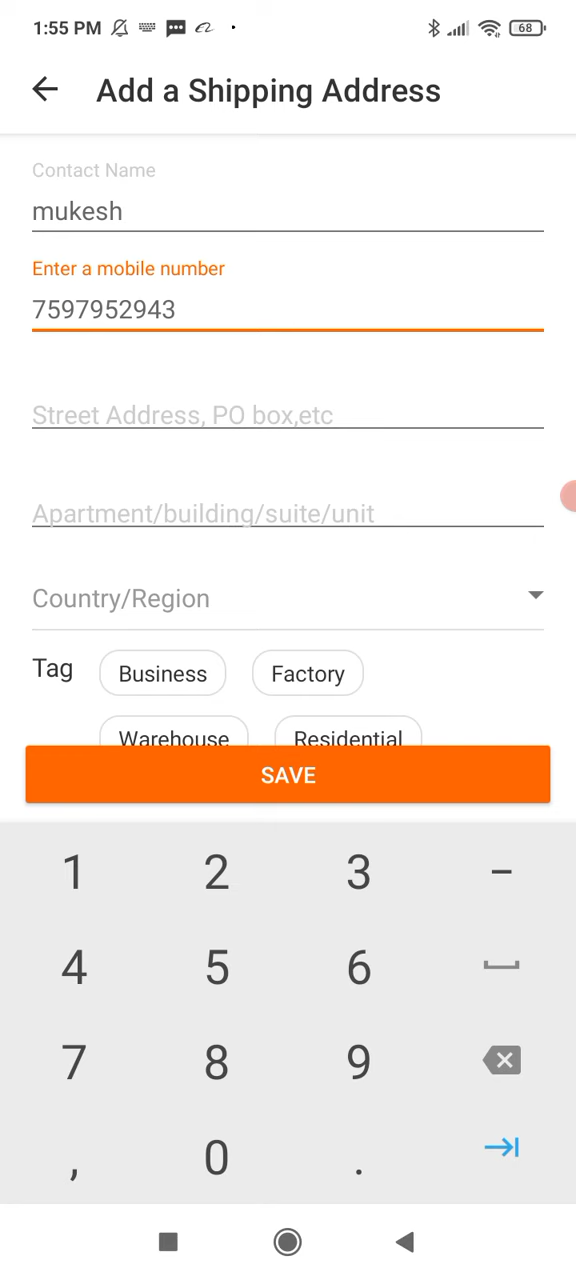 1:55 PM
68
Add a Shipping Address
Contact Name
mukesh
Enter a mobile number
7597952943
Street Address, PO box,etc
Apartment/building/suite/unit
Country/Region
Tag Business Factory
Warehouse Residential
SAVE
1 2 3 -
4 5 6
7 8 9
, 0 .